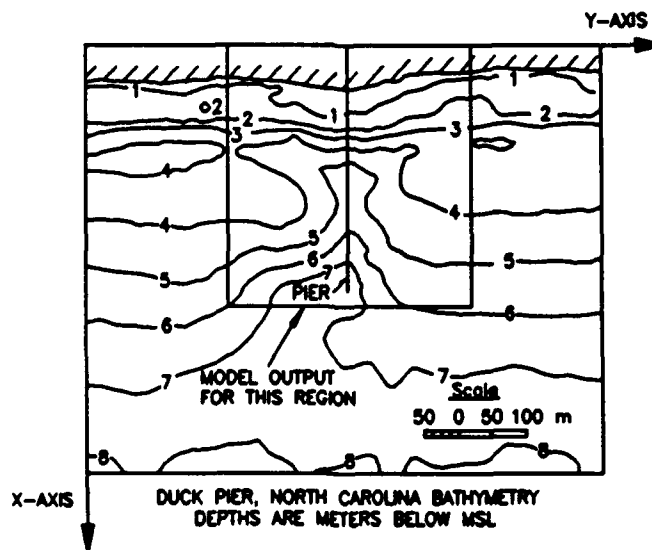 Y-AXIS
1
1
2
2
1
2
3
3
4
4
4
5
5
6
7
PIER
6
6
7
7
MODEL OUTPUT
FOR THIS REGION
Scale
50 0 50 100 m
8
8
8
X-AXIS
DUCK PIER, NORTH CAROLINA BATHYMETRY
DEPTHS ARE METERS BELOW MSL